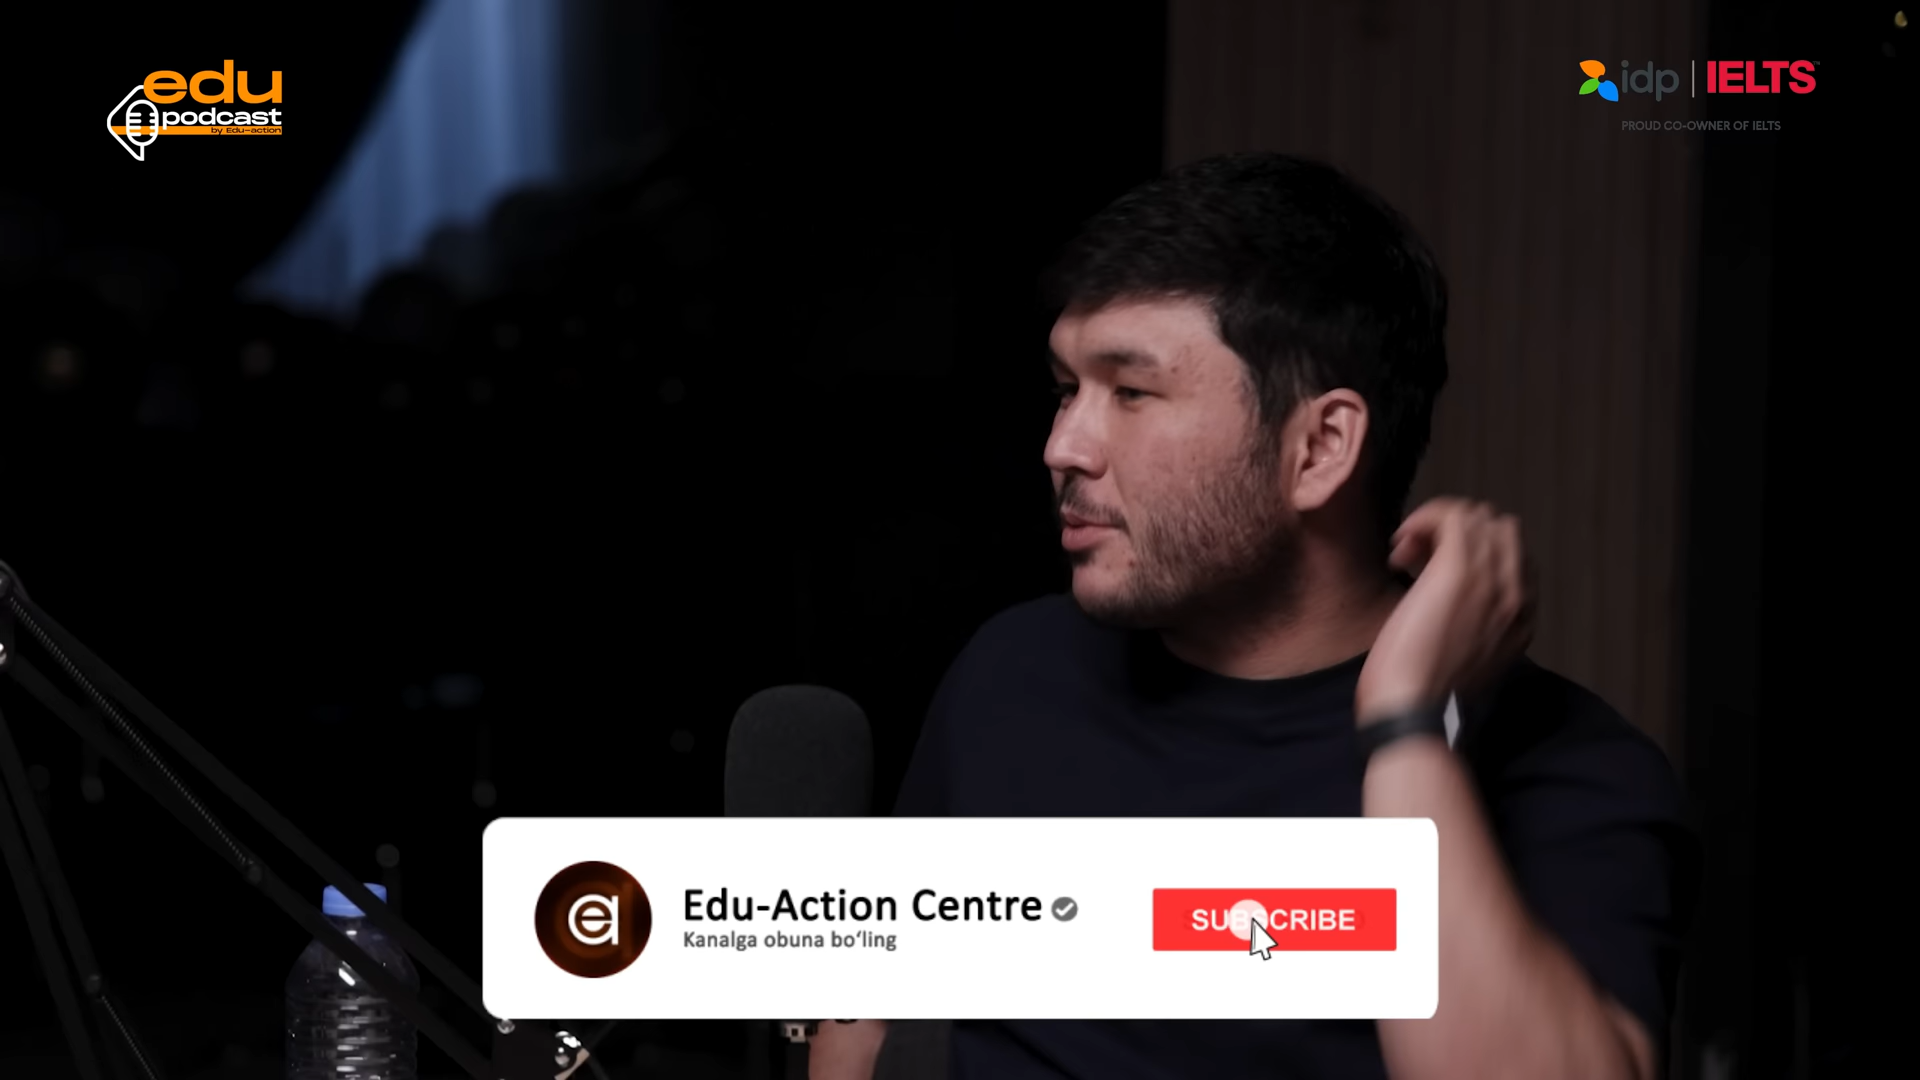 edu
podcast
by Edu-action
idp | IELTS
PROUD CO-OWNER OF IELTS
Edu-Action Centre
Kanalga obuna bo‘ling
SUBSCRIBE